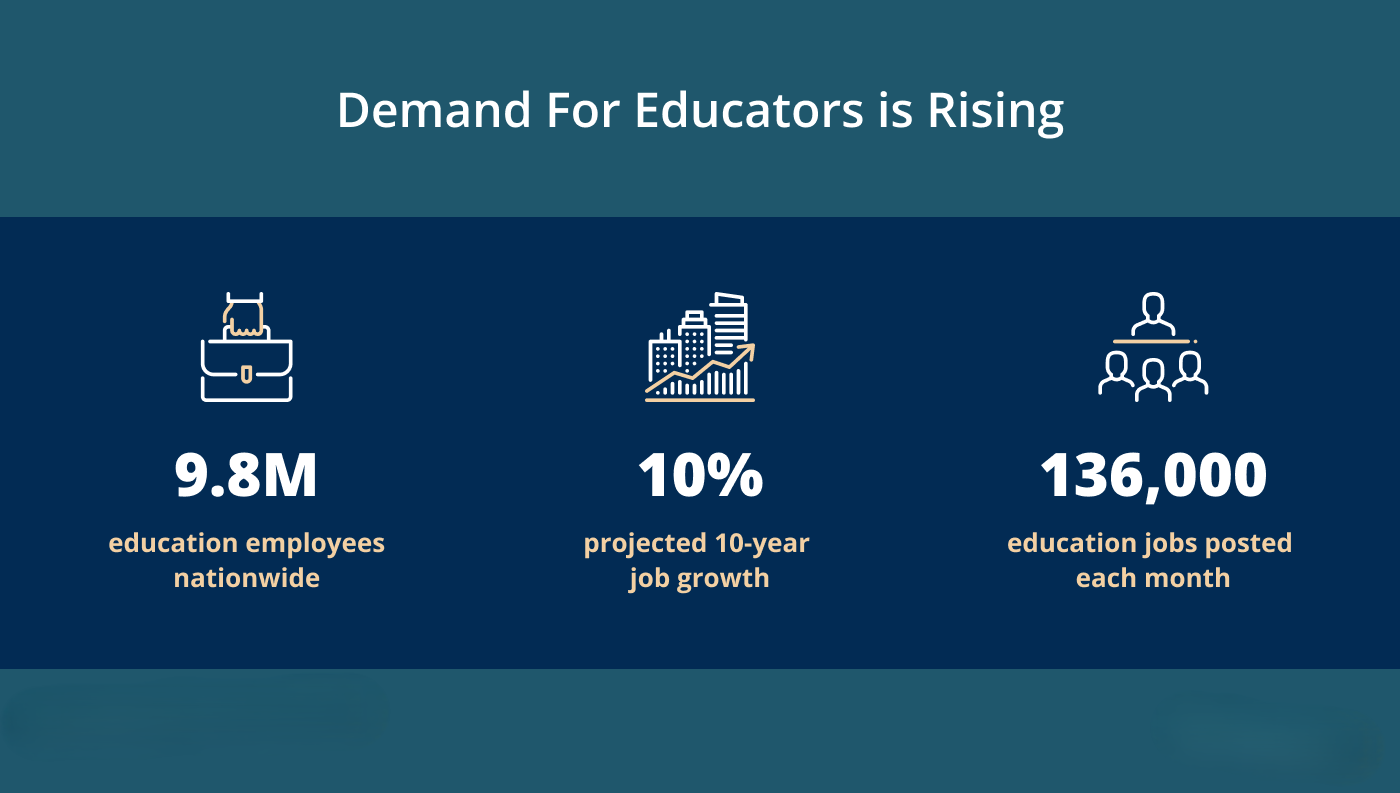 Demand For Educators is Rising
9.8M
education employees
nationwide
10%
projected 10-year
job growth
136,000
education jobs posted
each month